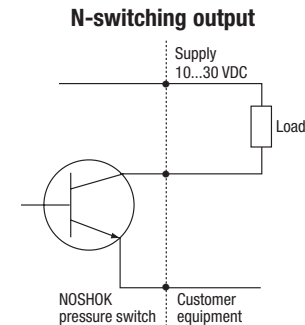 N-switching output
Supply
10...30 VDC
Load
NOSHOK
pressure switch
Customer
equipment